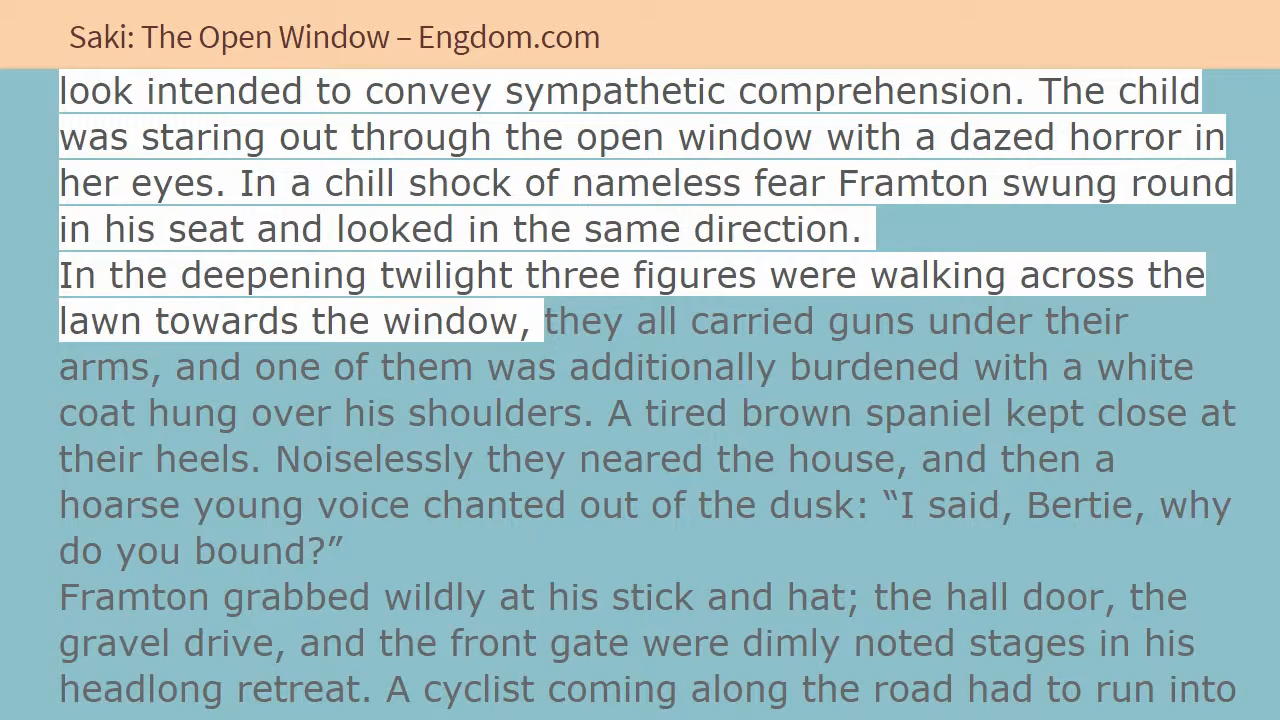 Saki: The Open Window – Engdom.com
look intended to convey sympathetic comprehension. The child
was staring out through the open window with a dazed horror in
her eyes. In a chill shock of nameless fear Framton swung round
in his seat and looked in the same direction.
In the deepening twilight three figures were walking across the
lawn towards the window, they all carried guns under their
arms, and one of them was additionally burdened with a white
coat hung over his shoulders. A tired brown spaniel kept close at
their heels. Noiselessly they neared the house, and then a
hoarse young voice chanted out of the dusk: “I said, Bertie, why
do you bound?”
Framton grabbed wildly at his stick and hat; the hall door, the
gravel drive, and the front gate were dimly noted stages in his
headlong retreat. A cyclist coming along the road had to run into